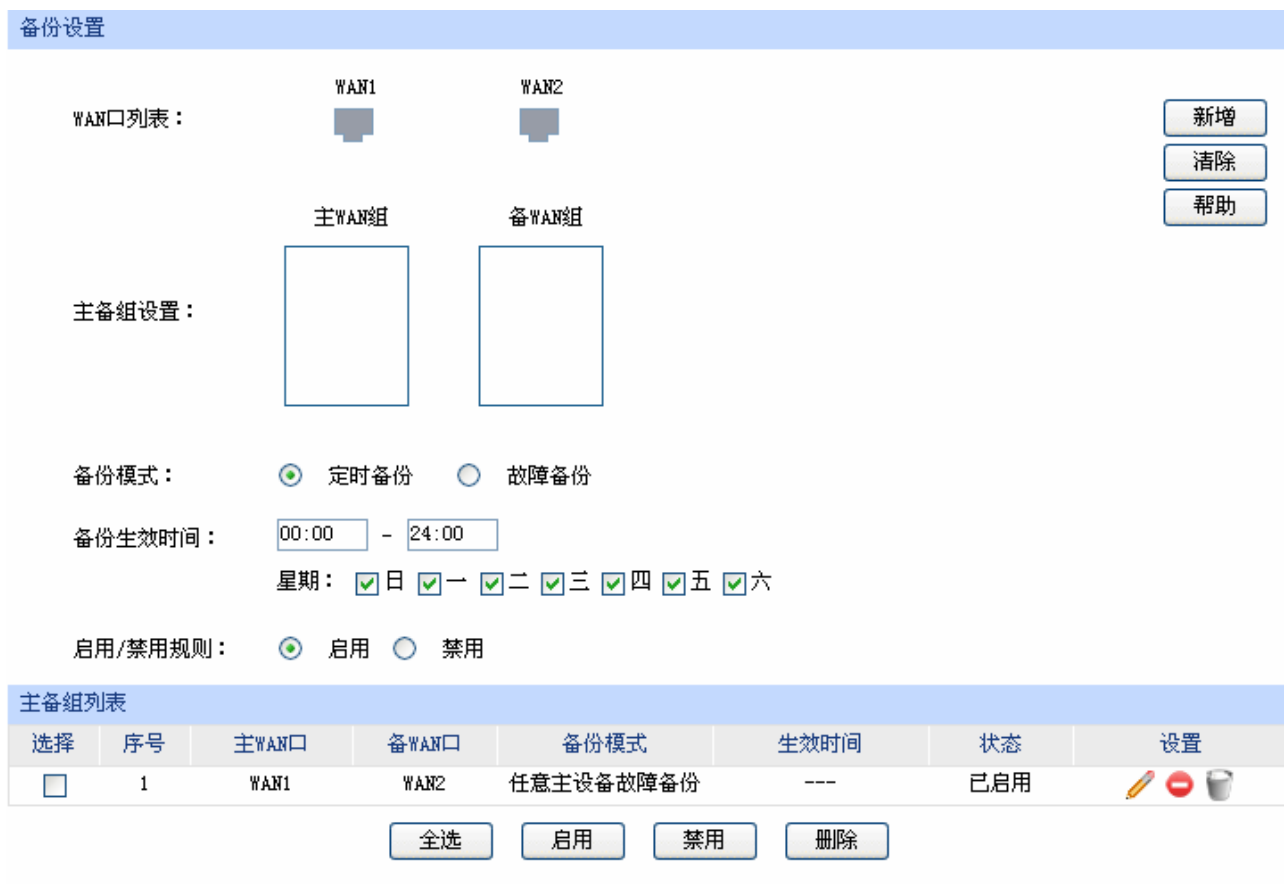 备份设置
WAN1 WAN2
WAN口列表：
新增
清除
帮助
主WAN组 备WAN组
主备组设置：
备份模式： 定时备份 故障备份
备份生效时间： 00:00 - 24:00
星期： 日 一 二 三 四 五 六
启用/禁用规则： 启用 禁用
主备组列表
选择 序号 主WAN口 备WAN口 备份模式 生效时间 状态 设置
1 WAN1 WAN2 任意主设备故障备份 --- 已启用
全选 启用 禁用 删除